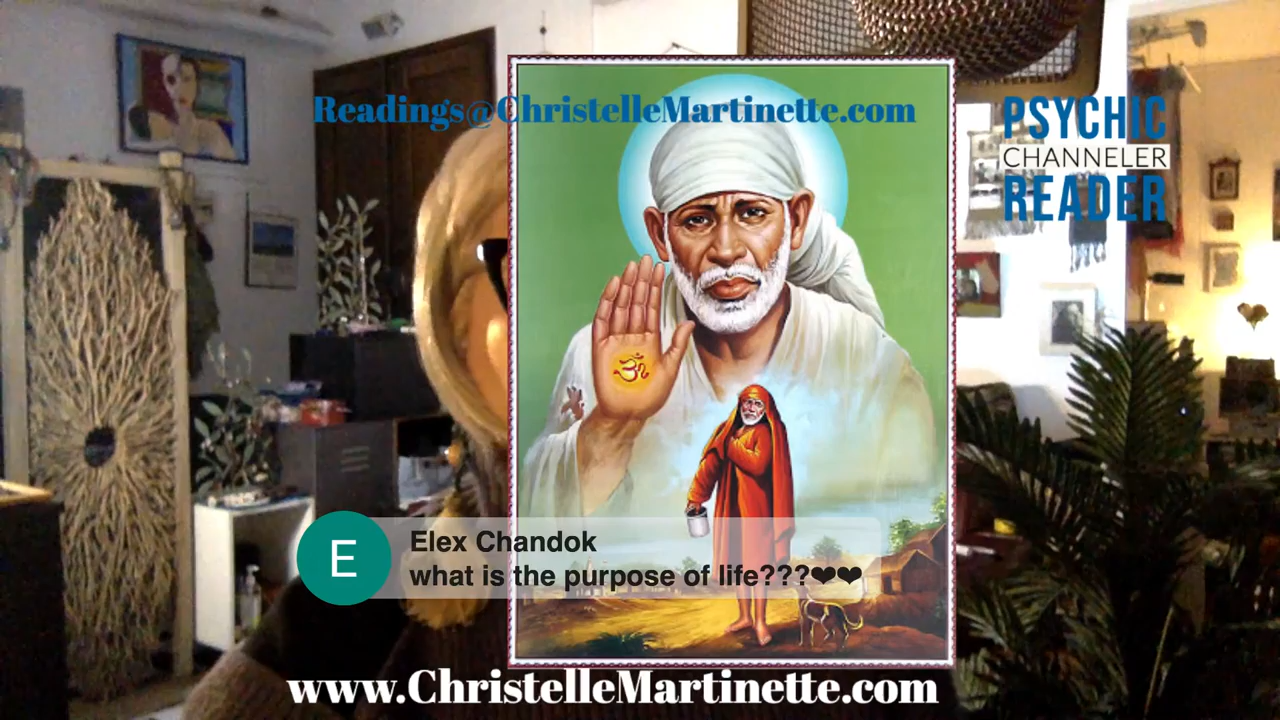 Readings@ChristelleMartinette.com
PSYCHIC
CHANNELER
READER
ॐ
E
Elex Chandok
what is the purpose of life???❤❤
www.ChristelleMartinette.com